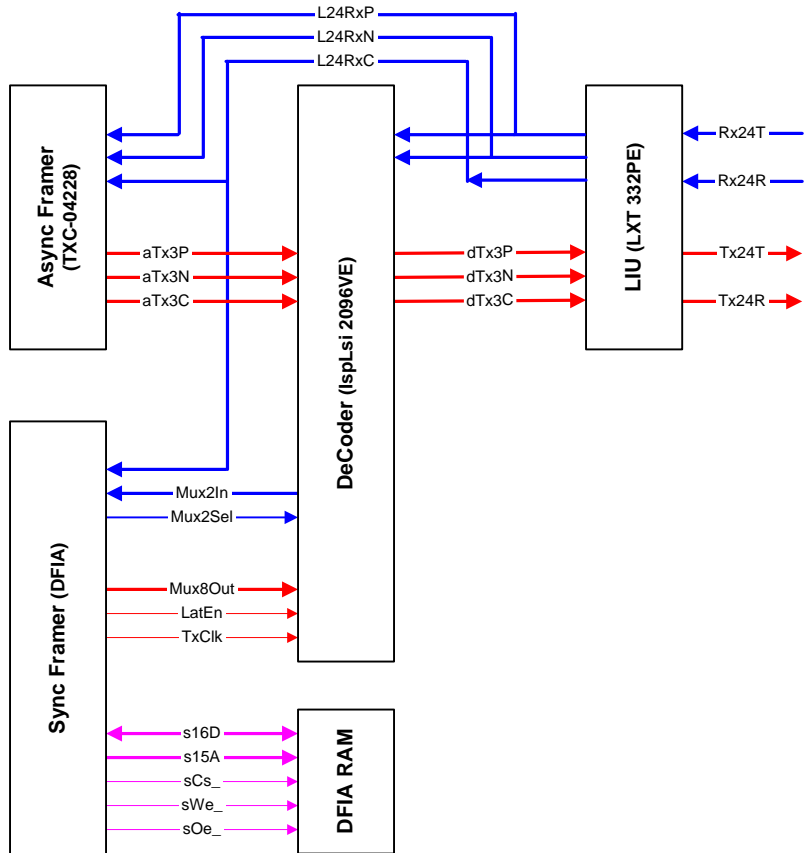 L24RxP
L24RxN
L24RxC
Async Framer
(TXC-04228)
DeCoder (IspLsi 2096VE)
LIU (LXT 332PE)
Rx24T
Rx24R
aTx3P
dTx3P
Tx24T
aTx3N
dTx3N
aTx3C
dTx3C
Tx24R
Sync Framer (DFIA)
Mux2In
Mux2Sel
Mux8Out
LatEn
TxClk
s16D
s15A
sCs_
sWe_
sOe_
DFIA RAM